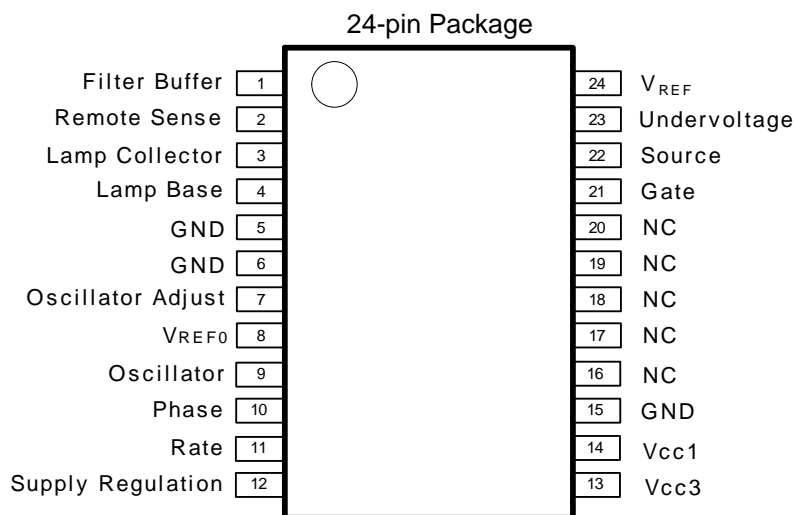 24-pin Package
Filter Buffer 1 24 VREF
Remote Sense 2 23 Undervoltage
Lamp Collector 3 22 Source
Lamp Base 4 21 Gate
GND 5 20 NC
GND 6 19 NC
Oscillator Adjust 7 18 NC
VREF0 8 17 NC
Oscillator 9 16 NC
Phase 10 15 GND
Rate 11 14 Vcc1
Supply Regulation 12 13 Vcc3